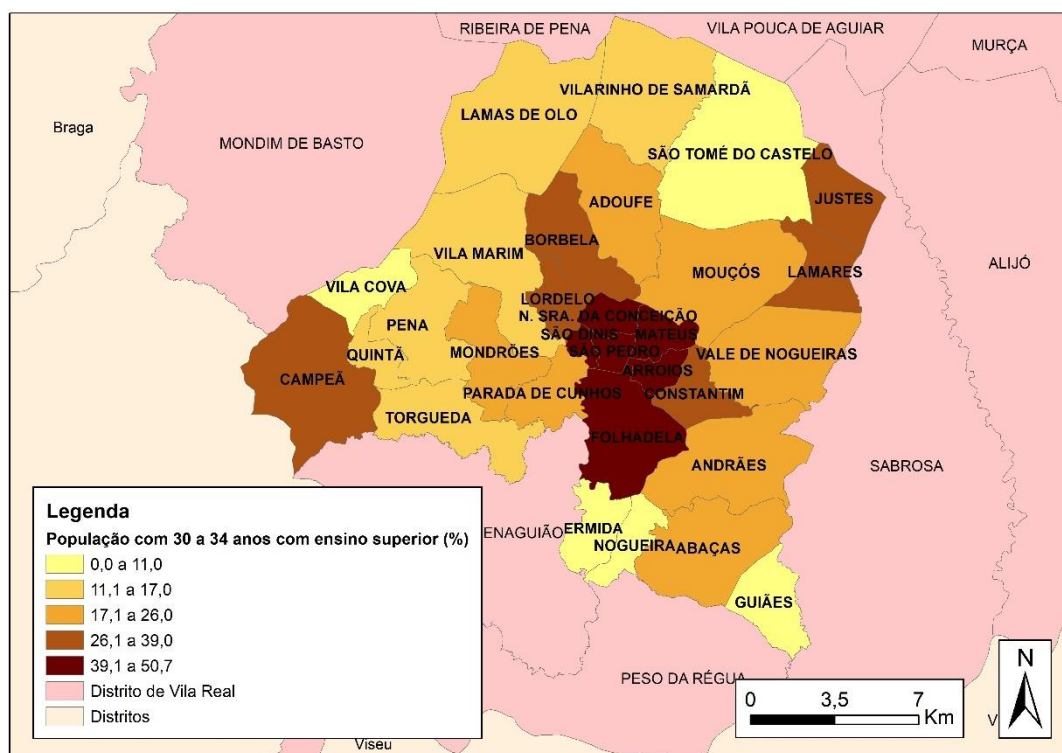 RIBEIRA DE PENA
VILA POUCA DE AGUIAR
MURÇA
VILARINHO DE SAMARDÃ
LAMAS DE OLO
Braga
MONDIM DE BASTO
SÃO TOMÉ DO CASTELO
JUSTES
ADOUFE
BORBELA
VILA MARIM
MOUÇÓS
LAMARES
ALIJÓ
VILA COVA
LORDELO
N. SRA. DA CONCEIÇÃO
PENA
SÃO DINIS
MATEUS
QUINTÃ
MONDRÕES
SÃO PEDRO
VALE DE NOGUEIRAS
CAMPEÃ
ARROIOS
PARADA DE CUNHOS
CONSTANTIM
TORGUEDA
FOLHADELA
ANDRÃES
SABROSA
ENAGUIÃO
ERMIDA
NOGUEIRA
ABAÇAS
GUIÃES
PESO DA RÉGUA
Legenda
População com 30 a 34 anos com ensino superior (%)
0,0 a 11,0
11,1 a 17,0
17,1 a 26,0
26,1 a 39,0
39,1 a 50,7
Distrito de Vila Real
Distritos
Viseu
0 3,5 7
Km
N
V